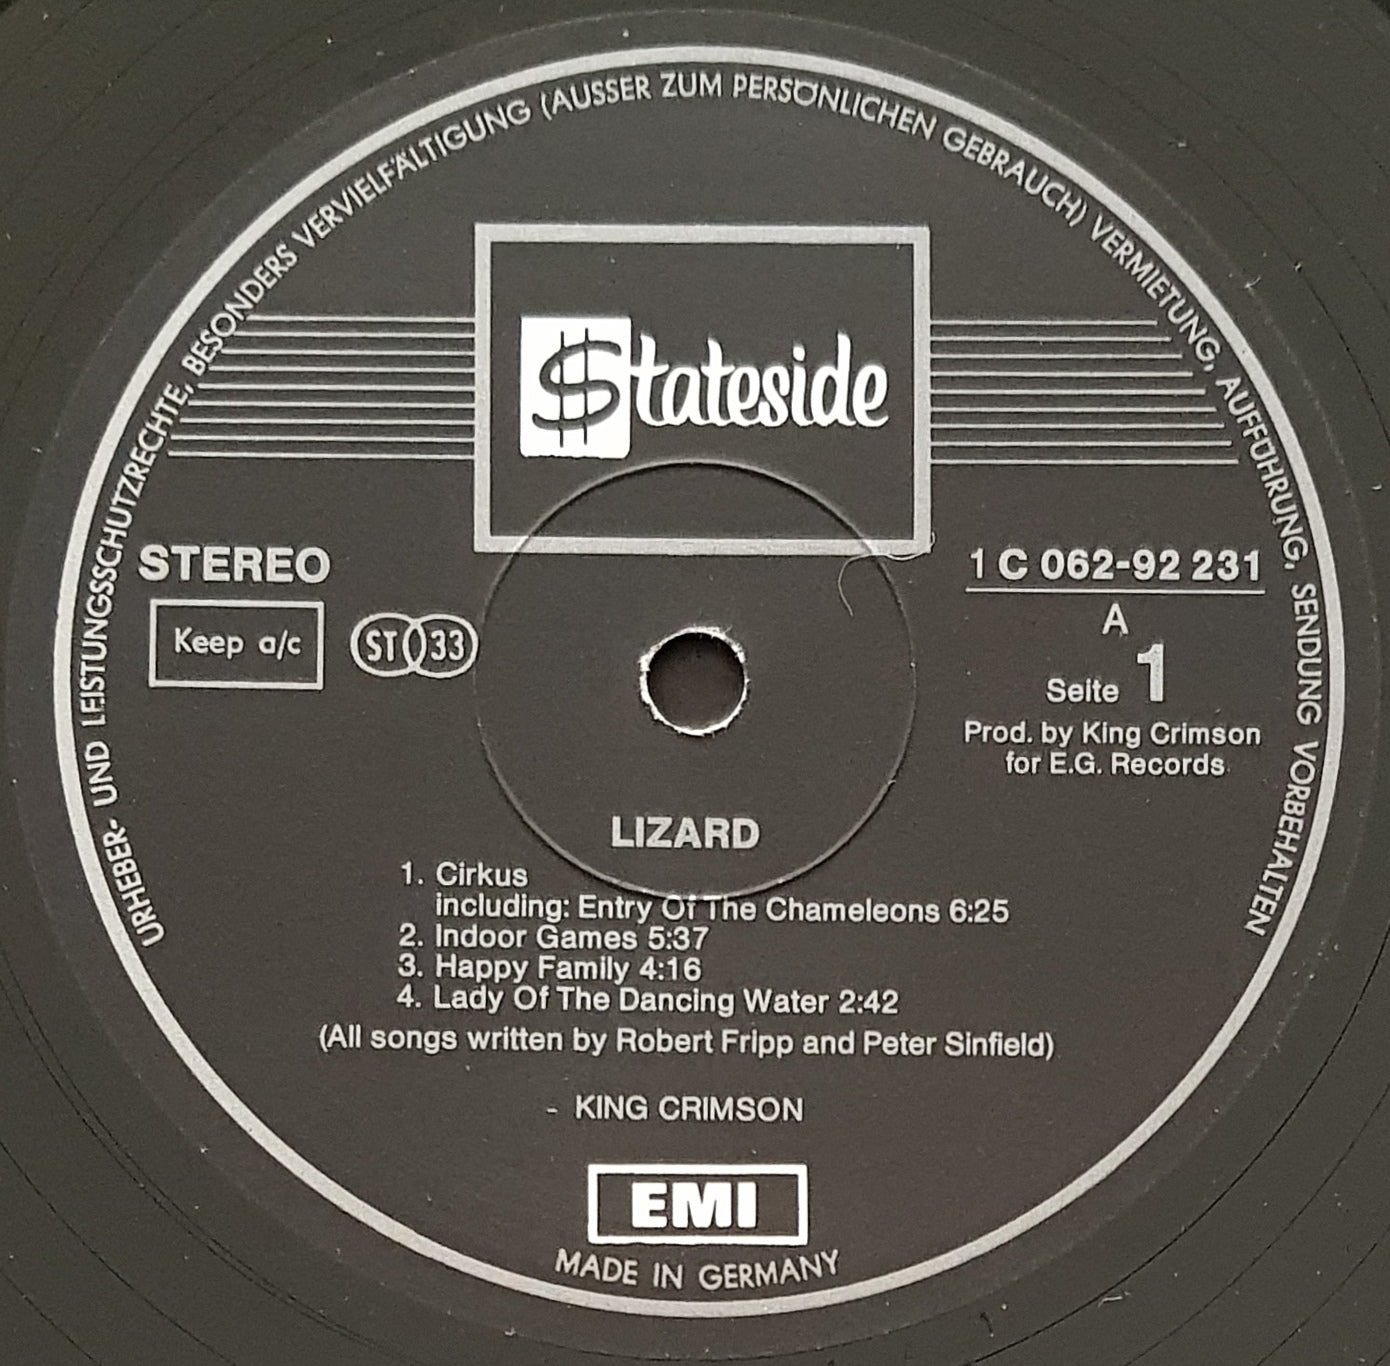 URHEBER- UND LEISTUNGSSCHUTZRECHTE, BESONDERS VERVIELFÄLTIGUNG (AUSSER ZUM PERSÖNLICHEN GEBRAUCH) VERMIETUNG, AUFFÜHRUNG, SENDUNG VORBEHALTEN
$tateside
STEREO
Keep a/c
ST 33
1 C 062-92 231
A
Seite 1
Prod. by King Crimson
for E.G. Records
LIZARD
1. Cirkus
including: Entry Of The Chameleons 6:25
2. Indoor Games 5:37
3. Happy Family 4:16
4. Lady Of The Dancing Water 2:42
(All songs written by Robert Fripp and Peter Sinfield)
- KING CRIMSON
EMI
MADE IN GERMANY